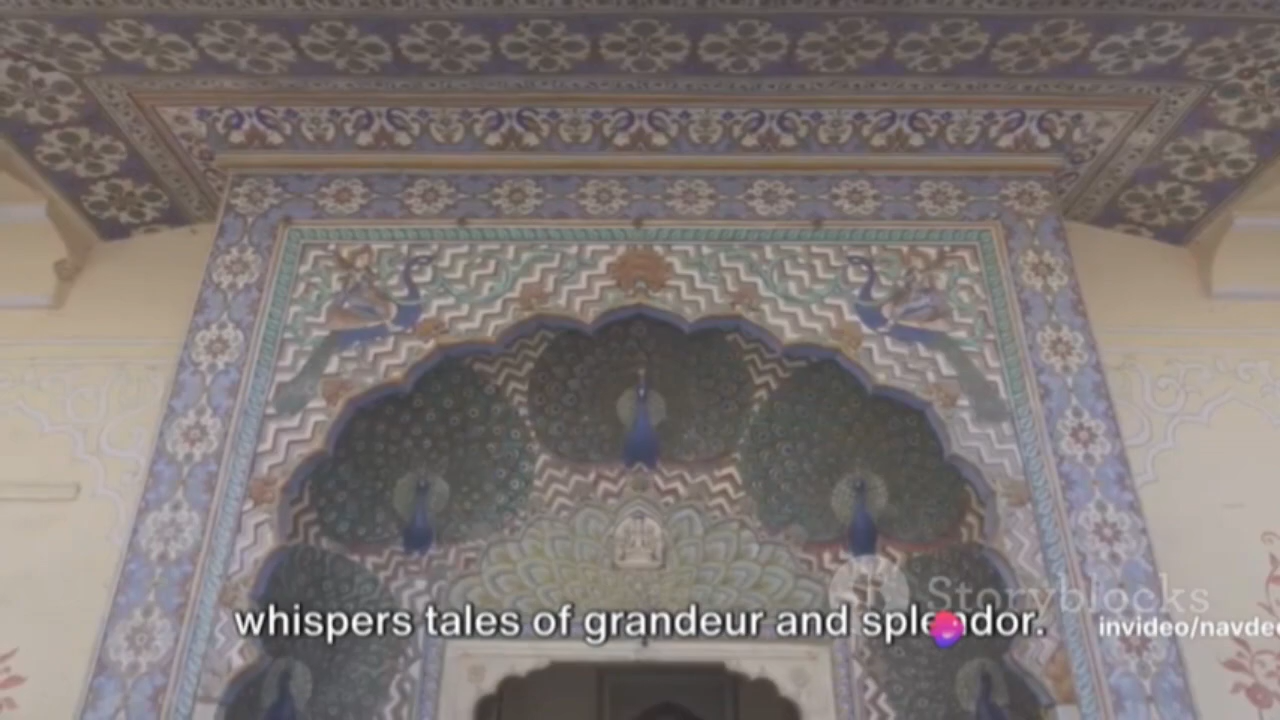 Storyblocks
whispers tales of grandeur and splendor.
invideo/navdee